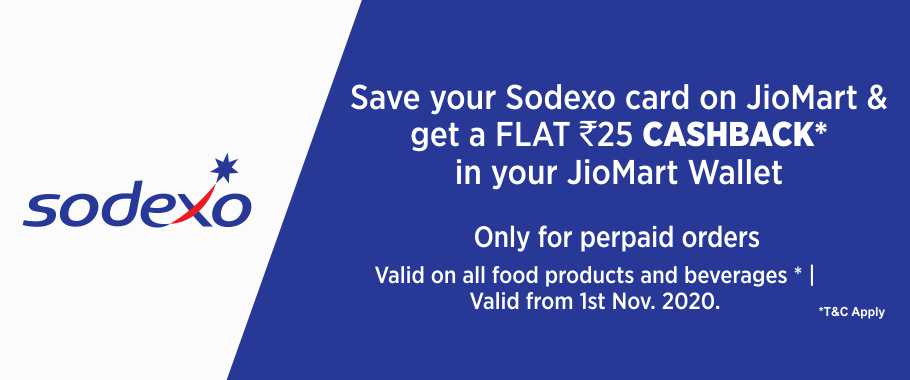 sodexo
Save your Sodexo card on JioMart &
get a FLAT ₹25 CASHBACK*
in your JioMart Wallet
Only for perpaid orders
Valid on all food products and beverages * |
Valid from 1st Nov. 2020.
*T&C Apply